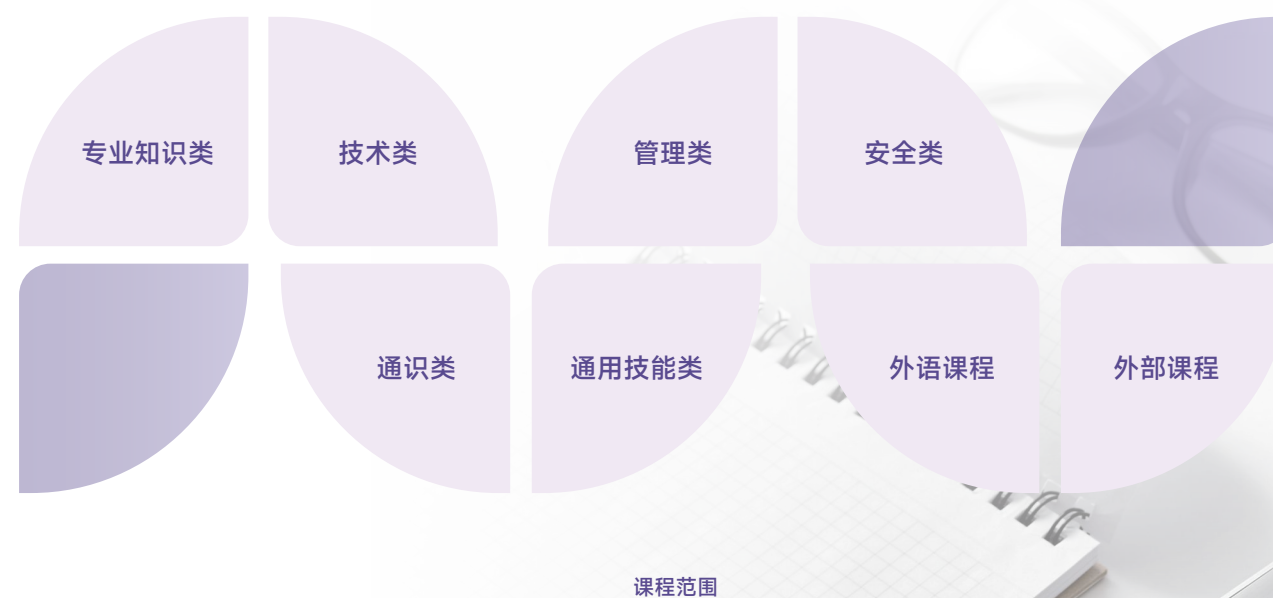 专业知识类
技术类
管理类
安全类
通识类
通用技能类
外语课程
外部课程
课程范围